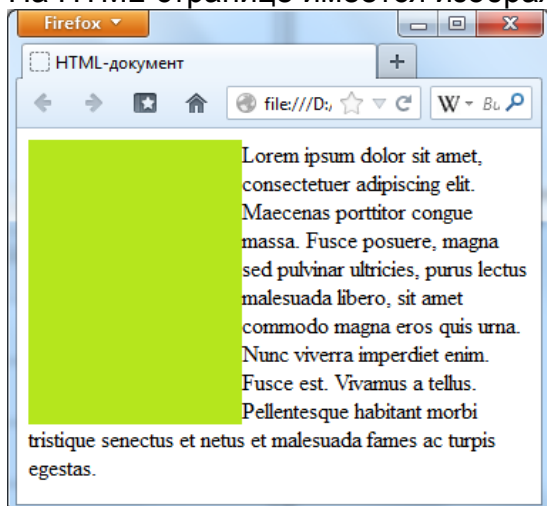 На HTML-странице имеется изображ
Firefox
HTML-документ
file:///D:/
W
Lorem ipsum dolor sit amet,
consectetuer adipiscing elit.
Maecenas porttitor congue
massa. Fusce posuere, magna
sed pulvinar ultricies, purus lectus
malesuada libero, sit amet
commodo magna eros quis urna.
Nunc viverra imperdiet enim.
Fusce est. Vivamus a tellus.
Pellentesque habitant morbi
tristique senectus et netus et malesuada fames ac turpis
egestas.